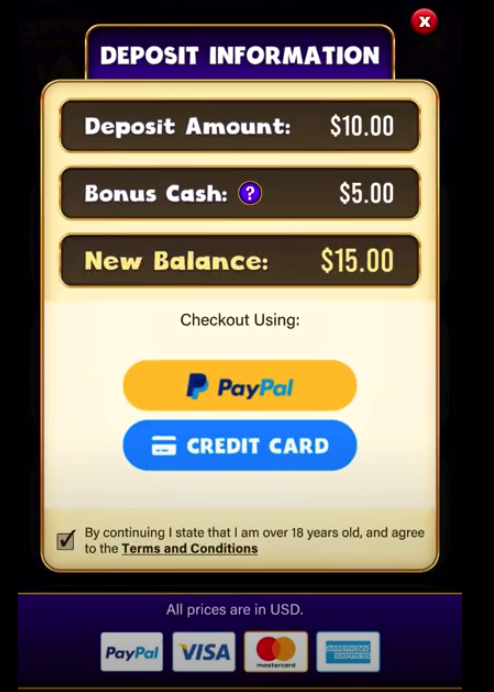 X
DEPOSIT INFORMATION
Deposit Amount: $10.00
Bonus Cash: ? $5.00
New Balance: $15.00
Checkout Using:
PayPal
CREDIT CARD
By continuing I state that I am over 18 years old, and agree
to the Terms and Conditions
All prices are in USD.
PayPal VISA mastercard AMERICAN EXPRESS